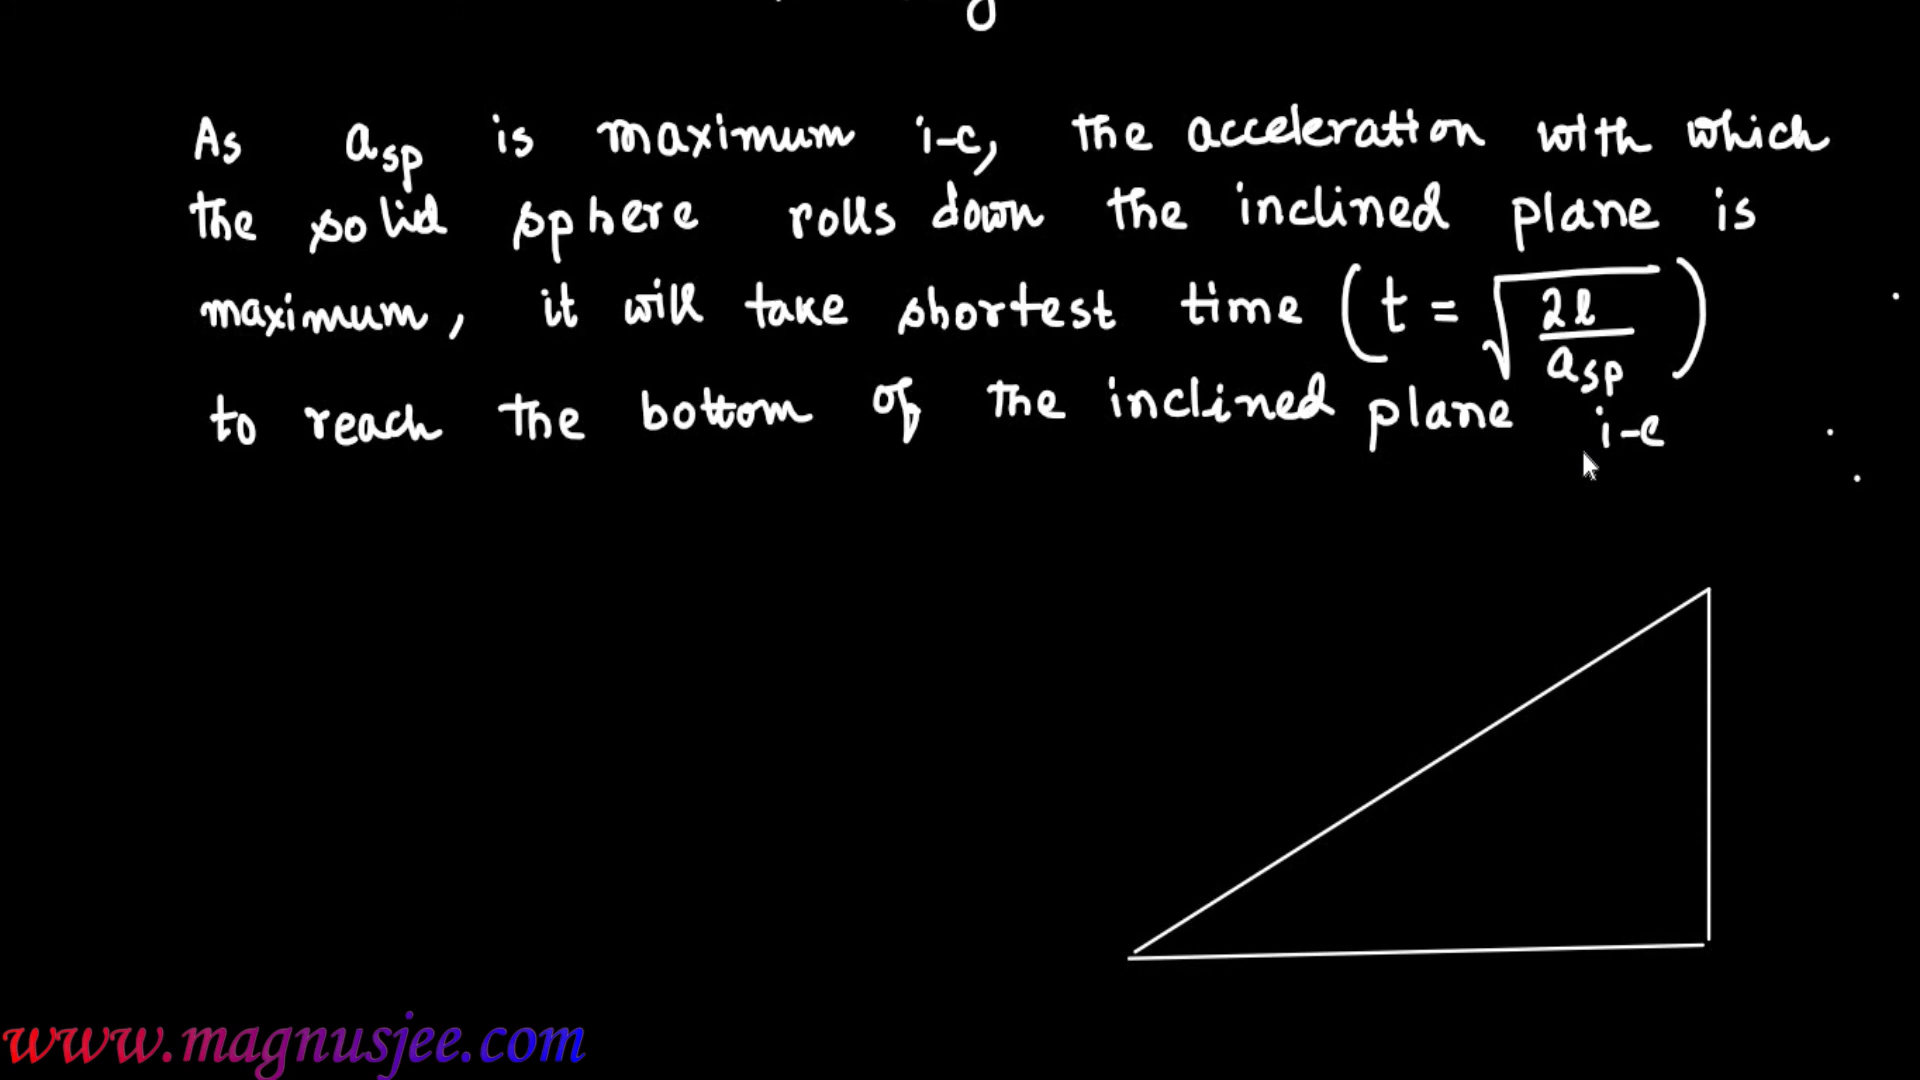 As a_sp is maximum i-e, the acceleration with which
the solid sphere rolls down the inclined plane is
maximum, it will take shortest time (t = √(2l/a_sp))
to reach the bottom of the inclined plane i-e
www.magnusjee.com